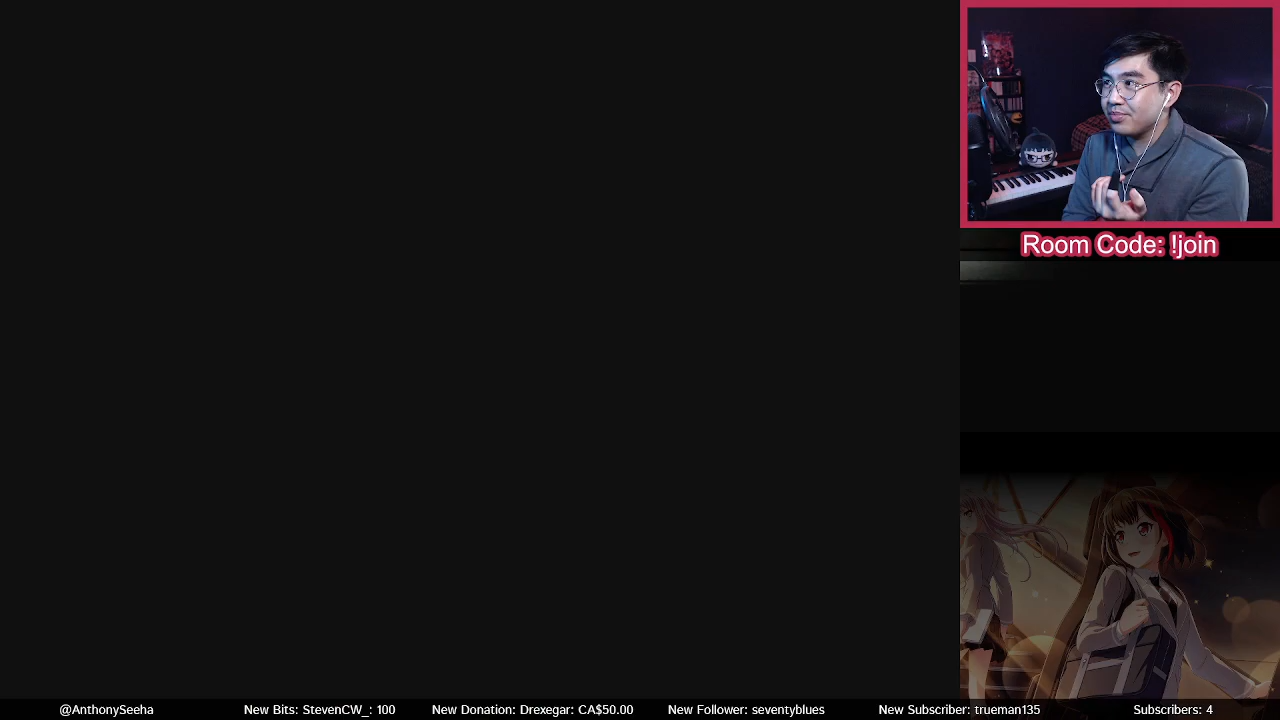 Room Code: !join
@AnthonySeeha
New Bits: StevenCW_: 100
New Donation: Drexegar: CA$50.00
New Follower: seventyblues
New Subscriber: trueman135
Subscribers: 4